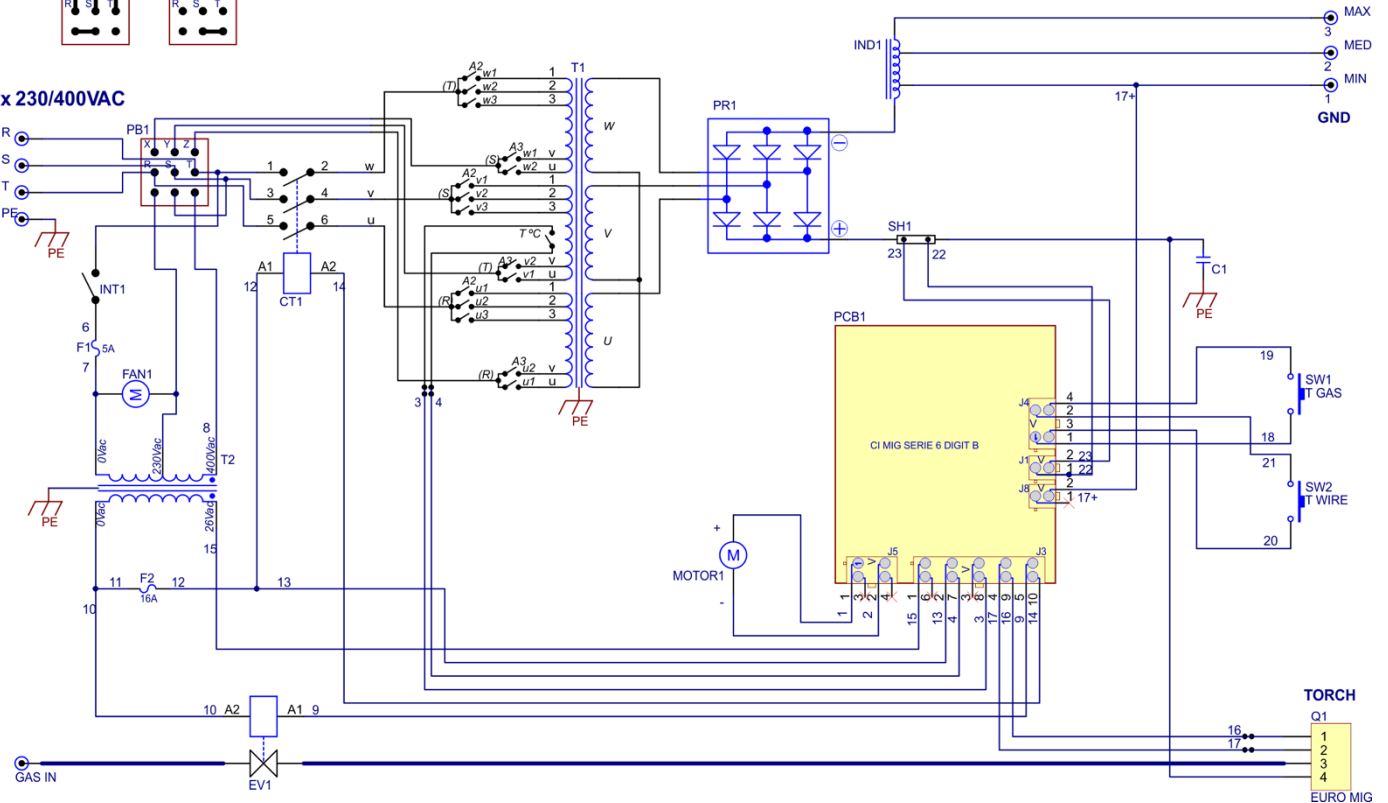 R S T
R S T
x 230/400VAC
MAX
3
MED
2
MIN
1
GND
IND1
17+
R
S
T
PE
PE
PB1
X Y Z
R S T
1 2 w
3 4 v
5 6 u
A1 A2
12 14
CT1
INT1
6
F1 5A
7
FAN1
M
8
0Vac
230Vac
400Vac
T2
PE
0Vac
26Vac
15
T1
A2
(T)
w1 1
w2 2
w3 3
W
A3
(S)
w1 v
w2 u
A2
(S
v1 1
v2 2
v3 3
V
T ºC
A3
(T)
v2 v
v1 u
A2
(R)
u1 1
u2 2
u3 3
U
A3
(R)
u2 v
u1 u
3 4
PE
PR1
−
+
SH1
23 22
C1
PE
PCB1
CI MIG SERIE 6 DIGIT B
J4
V
1
4
2
3
1
J1
V
2 23
1 22
J8
V
2
1 17+
19
SW1
T GAS
18
21
SW2
T WIRE
20
MOTOR1
+
M
-
J5
1
V
J3
V
1 3 2 4
1 6 2 7 3 8 4 9 5 10
1 2
15 13 4 3 17 16 9 14
11 F2 12 13
16A
10
10 A2 A1 9
EV1
GAS IN
TORCH
Q1
16
17
1
2
3
4
EURO MIG